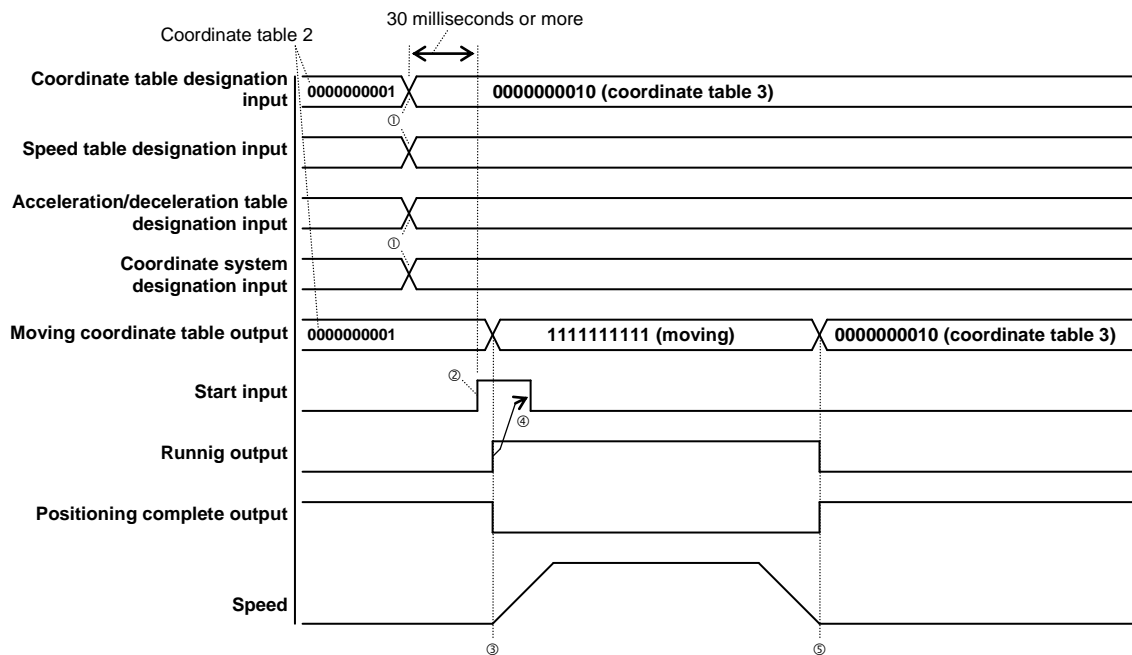 30 milliseconds or more
Coordinate table 2
Coordinate table designation
input
0000000001
0000000010 (coordinate table 3)
①
Speed table designation input
①
Acceleration/deceleration table
designation input
①
Coordinate system
designation input
Moving coordinate table output
0000000001
1111111111 (moving)
0000000010 (coordinate table 3)
②
Start input
④
Runnig output
Positioning complete output
Speed
③
⑤